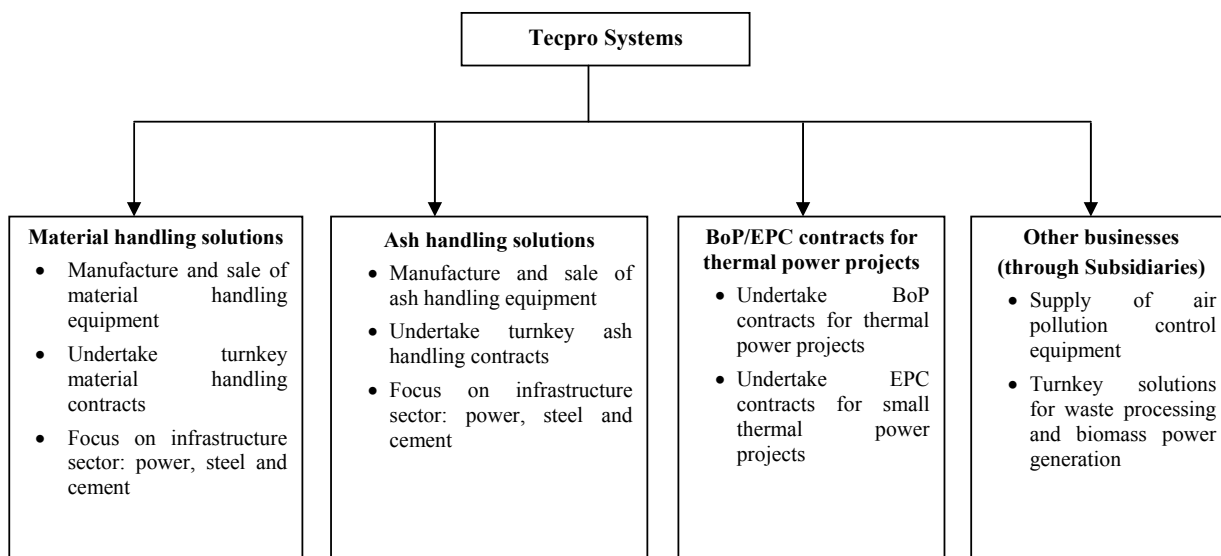 Tecpro Systems
Material handling solutions
• Manufacture and sale of
material handling
equipment
• Undertake turnkey
material handling
contracts
• Focus on infrastructure
sector: power, steel and
cement
Ash handling solutions
• Manufacture and sale of
ash handling equipment
• Undertake turnkey ash
handling contracts
• Focus on infrastructure
sector: power, steel and
cement
BoP/EPC contracts for
thermal power projects
• Undertake BoP
contracts for thermal
power projects
• Undertake EPC
contracts for small
thermal power
projects
Other businesses
(through Subsidiaries)
• Supply of air
pollution control
equipment
• Turnkey solutions
for waste processing
and biomass power
generation